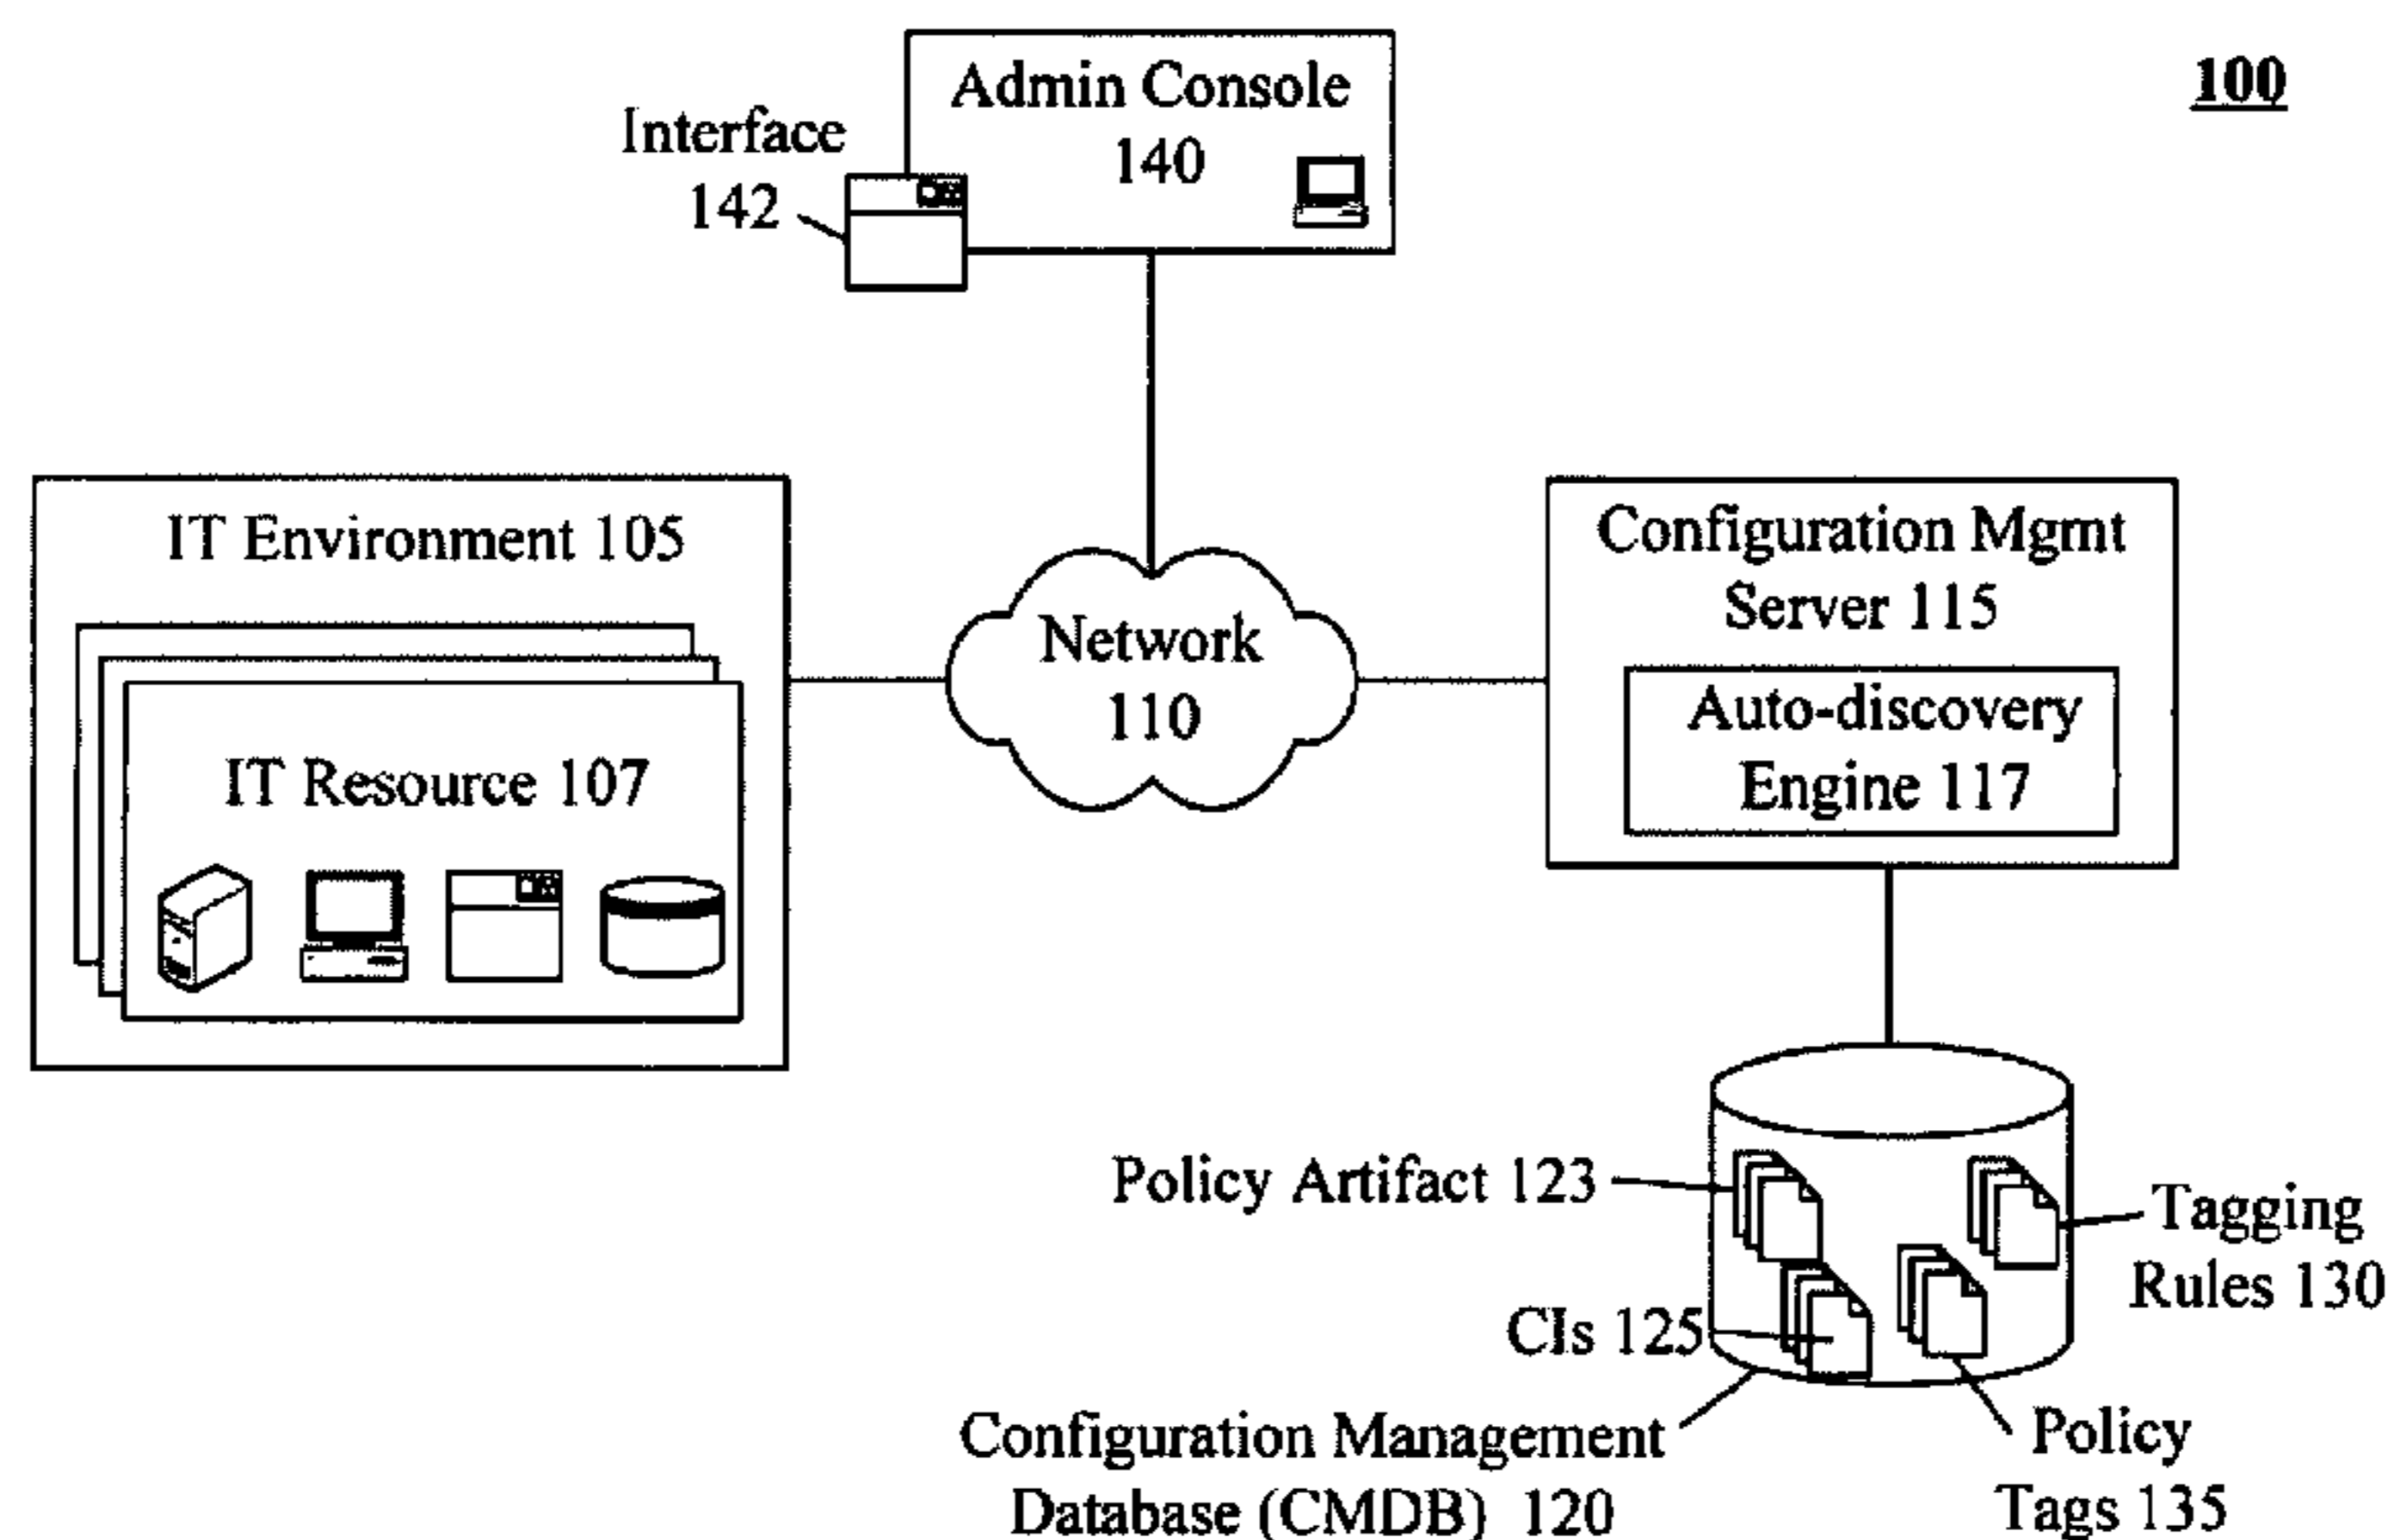 100
Admin Console
140
Interface
142
IT Environment 105
IT Resource 107
Network
110
Configuration Mgmt
Server 115
Auto-discovery
Engine 117
Policy Artifact 123
Tagging
Rules 130
CIs 125
Configuration Management
Database (CMDB) 120
Policy
Tags 135